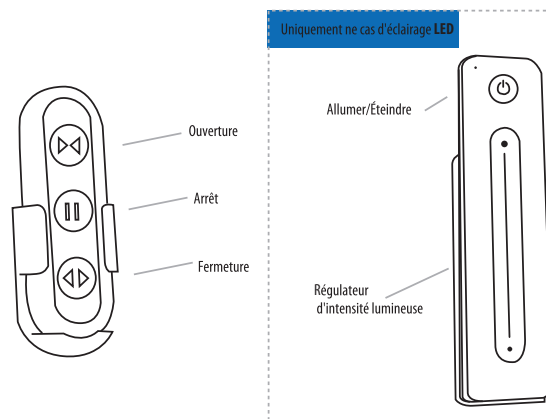 Uniquement ne cas d'éclairage LED
Allumer/Éteindre
Ouverture
Arrêt
Fermeture
Régulateur
d'intensité lumineuse